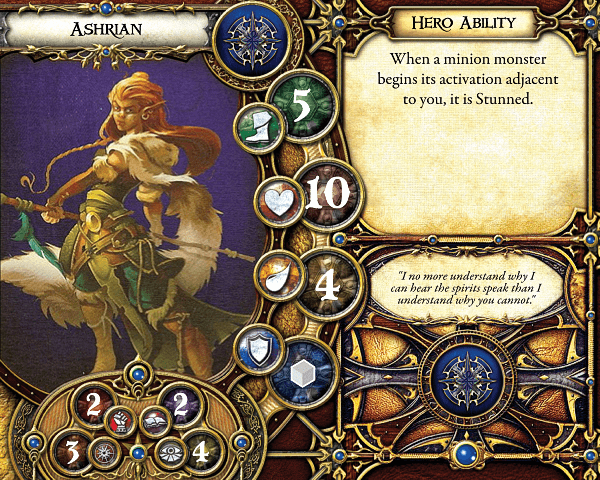 ASHRIAN
5
10
4
2
2
3
4
HERO ABILITY
When a minion monster
begins its activation adjacent
to you, it is Stunned.
"I no more understand why I
can hear the spirits speak than I
understand why you cannot."